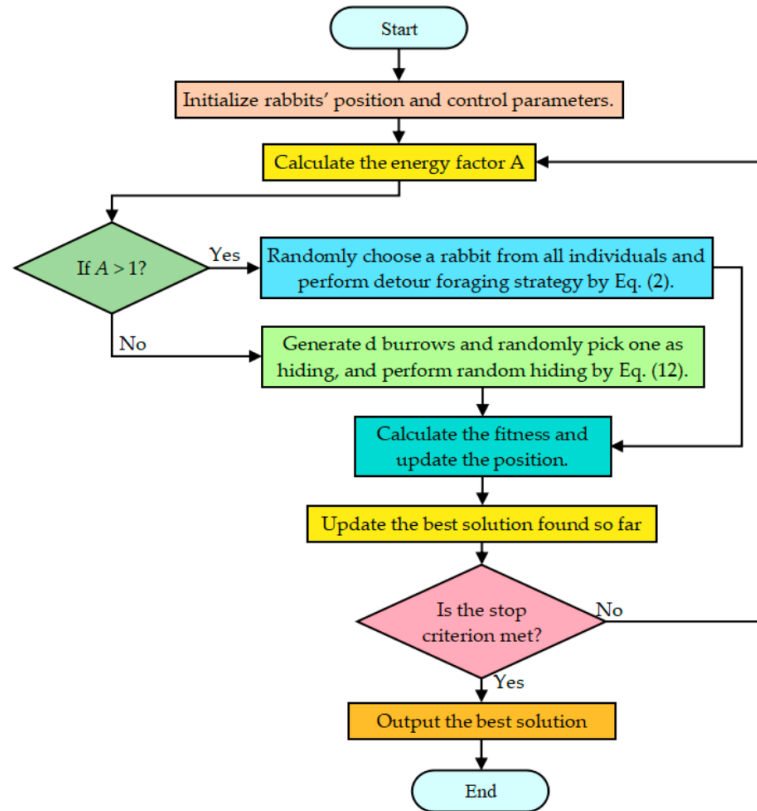 Start
Initialize rabbits’ position and control parameters.
Calculate the energy factor A
If A > 1?
Yes
Randomly choose a rabbit from all individuals and
perform detour foraging strategy by Eq. (2).
No
Generate d burrows and randomly pick one as
hiding, and perform random hiding by Eq. (12).
Calculate the fitness and
update the position.
Update the best solution found so far
Is the stop
criterion met?
No
Yes
Output the best solution
End